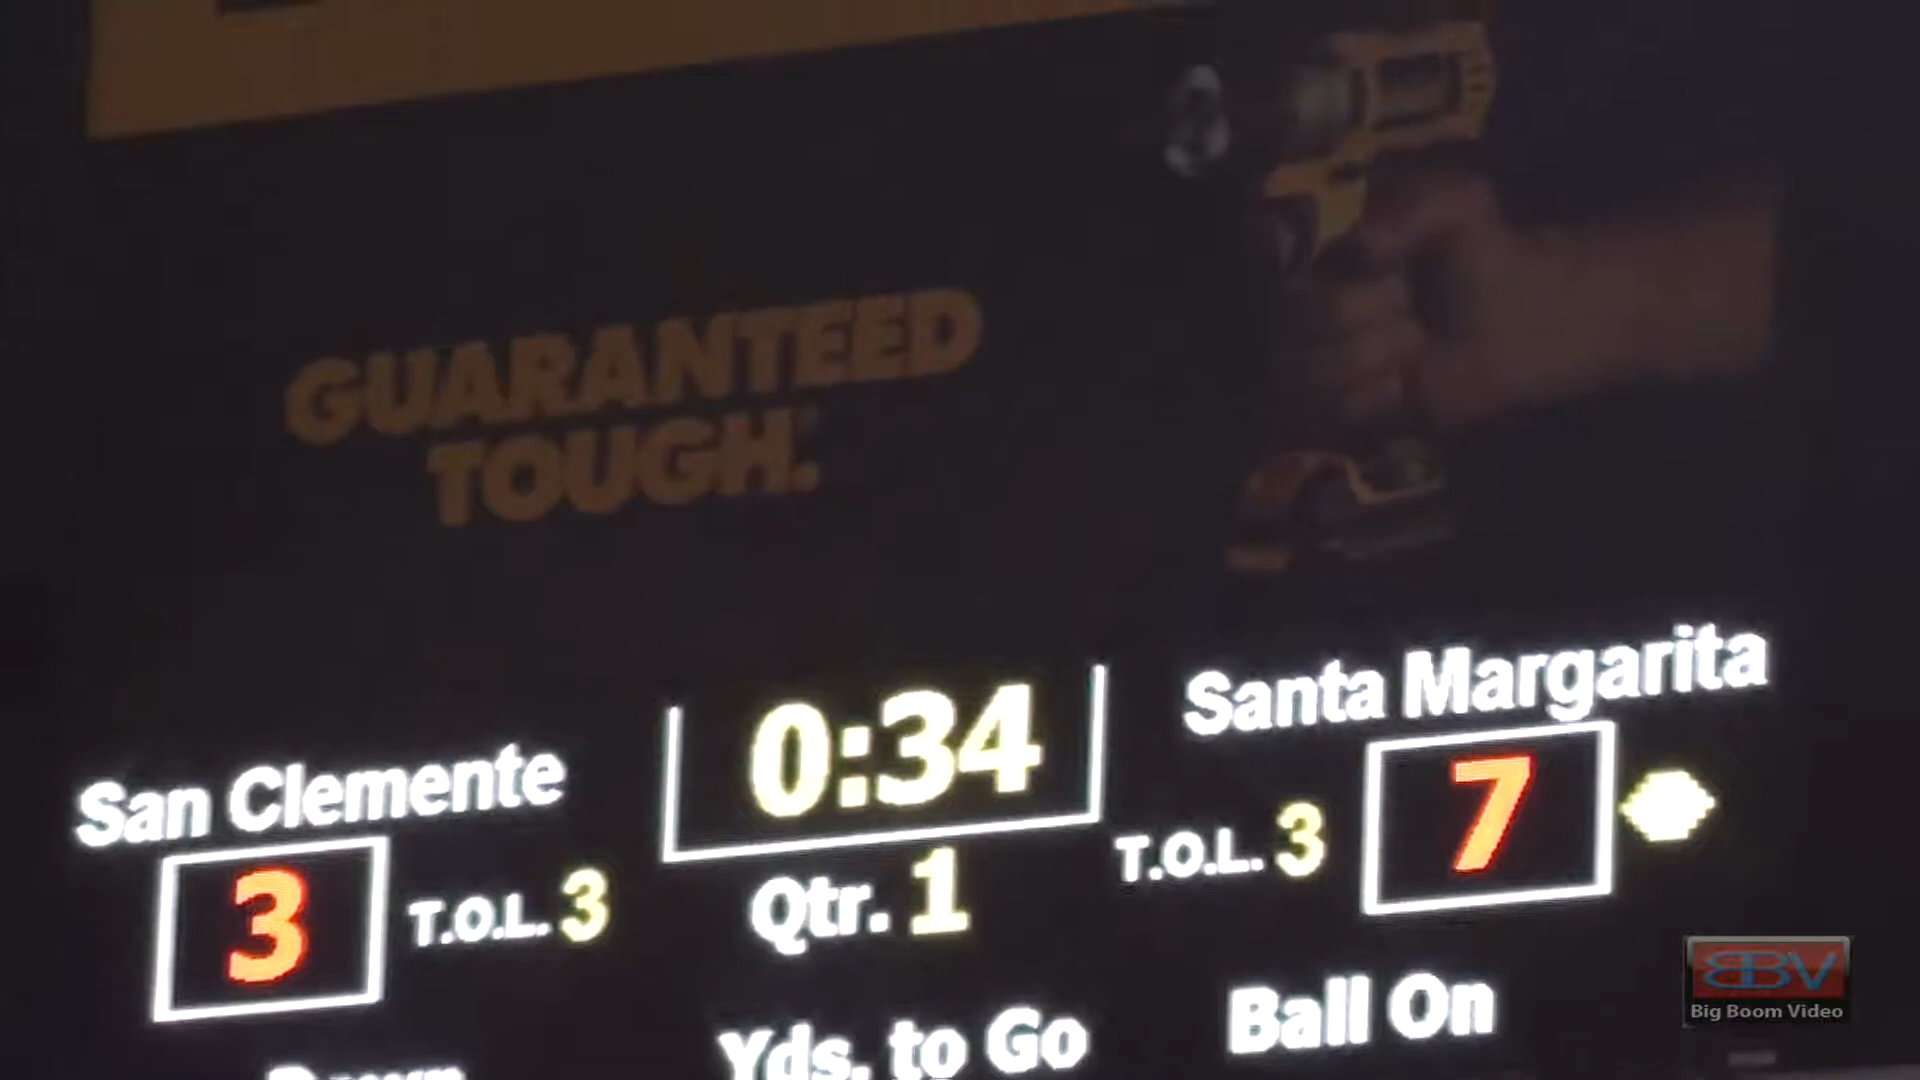 GUARANTEED
TOUGH.
San Clemente
0:34
Santa Margarita
3
T.O.L. 3
Qtr. 1
T.O.L. 3
7
Yds. to Go
Ball On
BBV
Big Boom Video